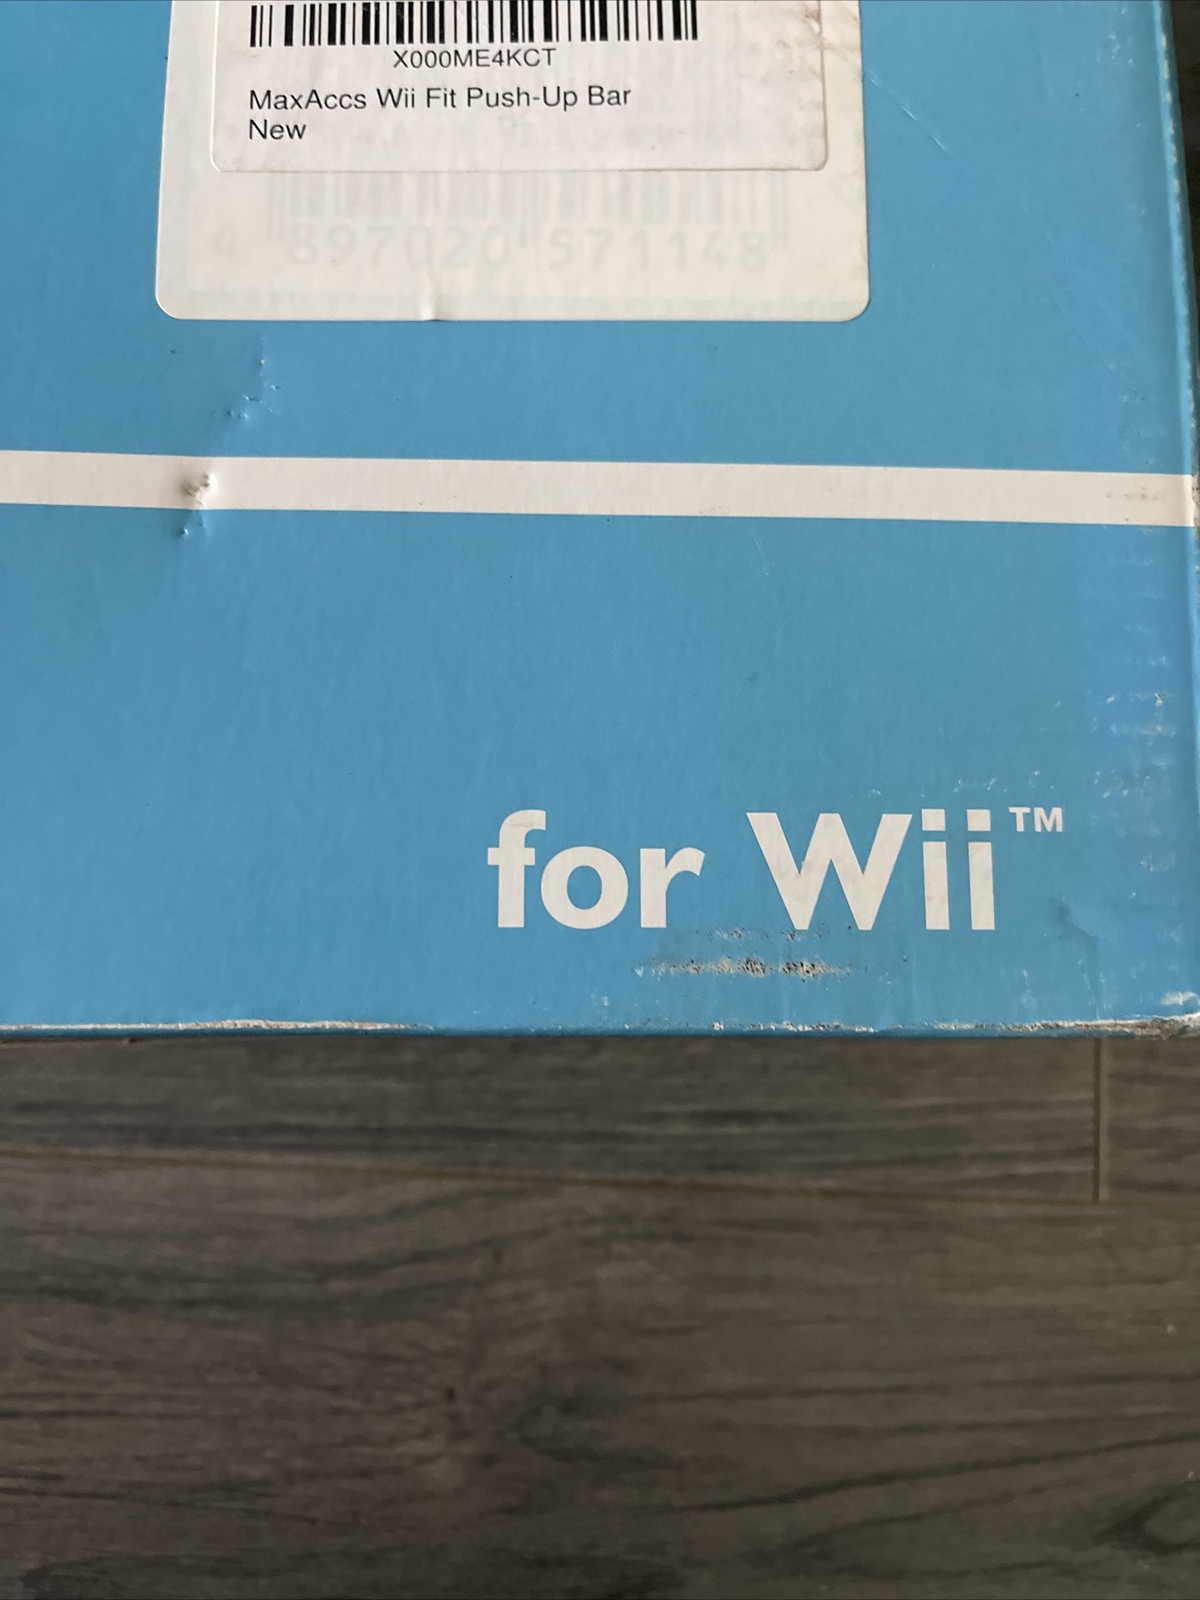 X000ME4KCT
MaxAccs Wii Fit Push-Up Bar
New
4 897020 571148
for Wii™